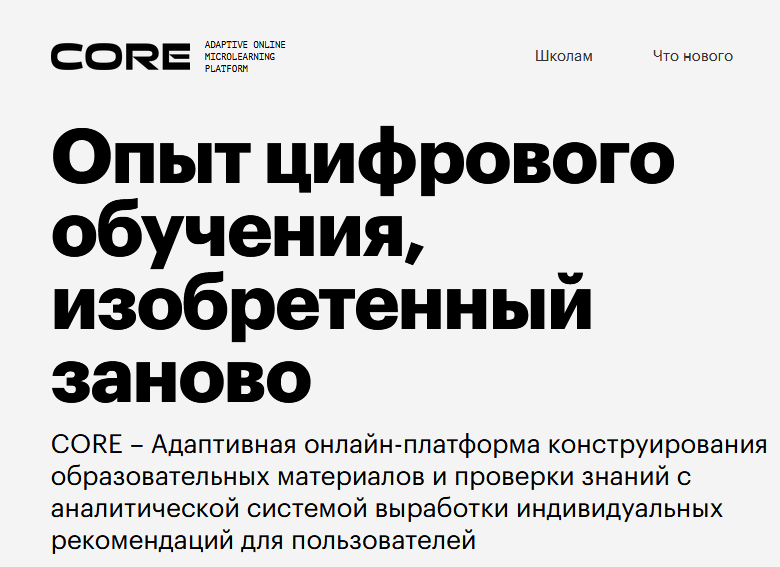 CORE
ADAPTIVE ONLINE
MICROLEARNING
PLATFORM
Школам
Что нового
Опыт цифрового
обучения,
изобретенный
заново
CORE – Адаптивная онлайн-платформа конструирования
образовательных материалов и проверки знаний с
аналитической системой выработки индивидуальных
рекомендаций для пользователей